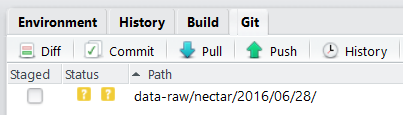 Environment History Build Git
Diff Commit Pull Push History
Staged Status Path
? ? data-raw/nectar/2016/06/28/